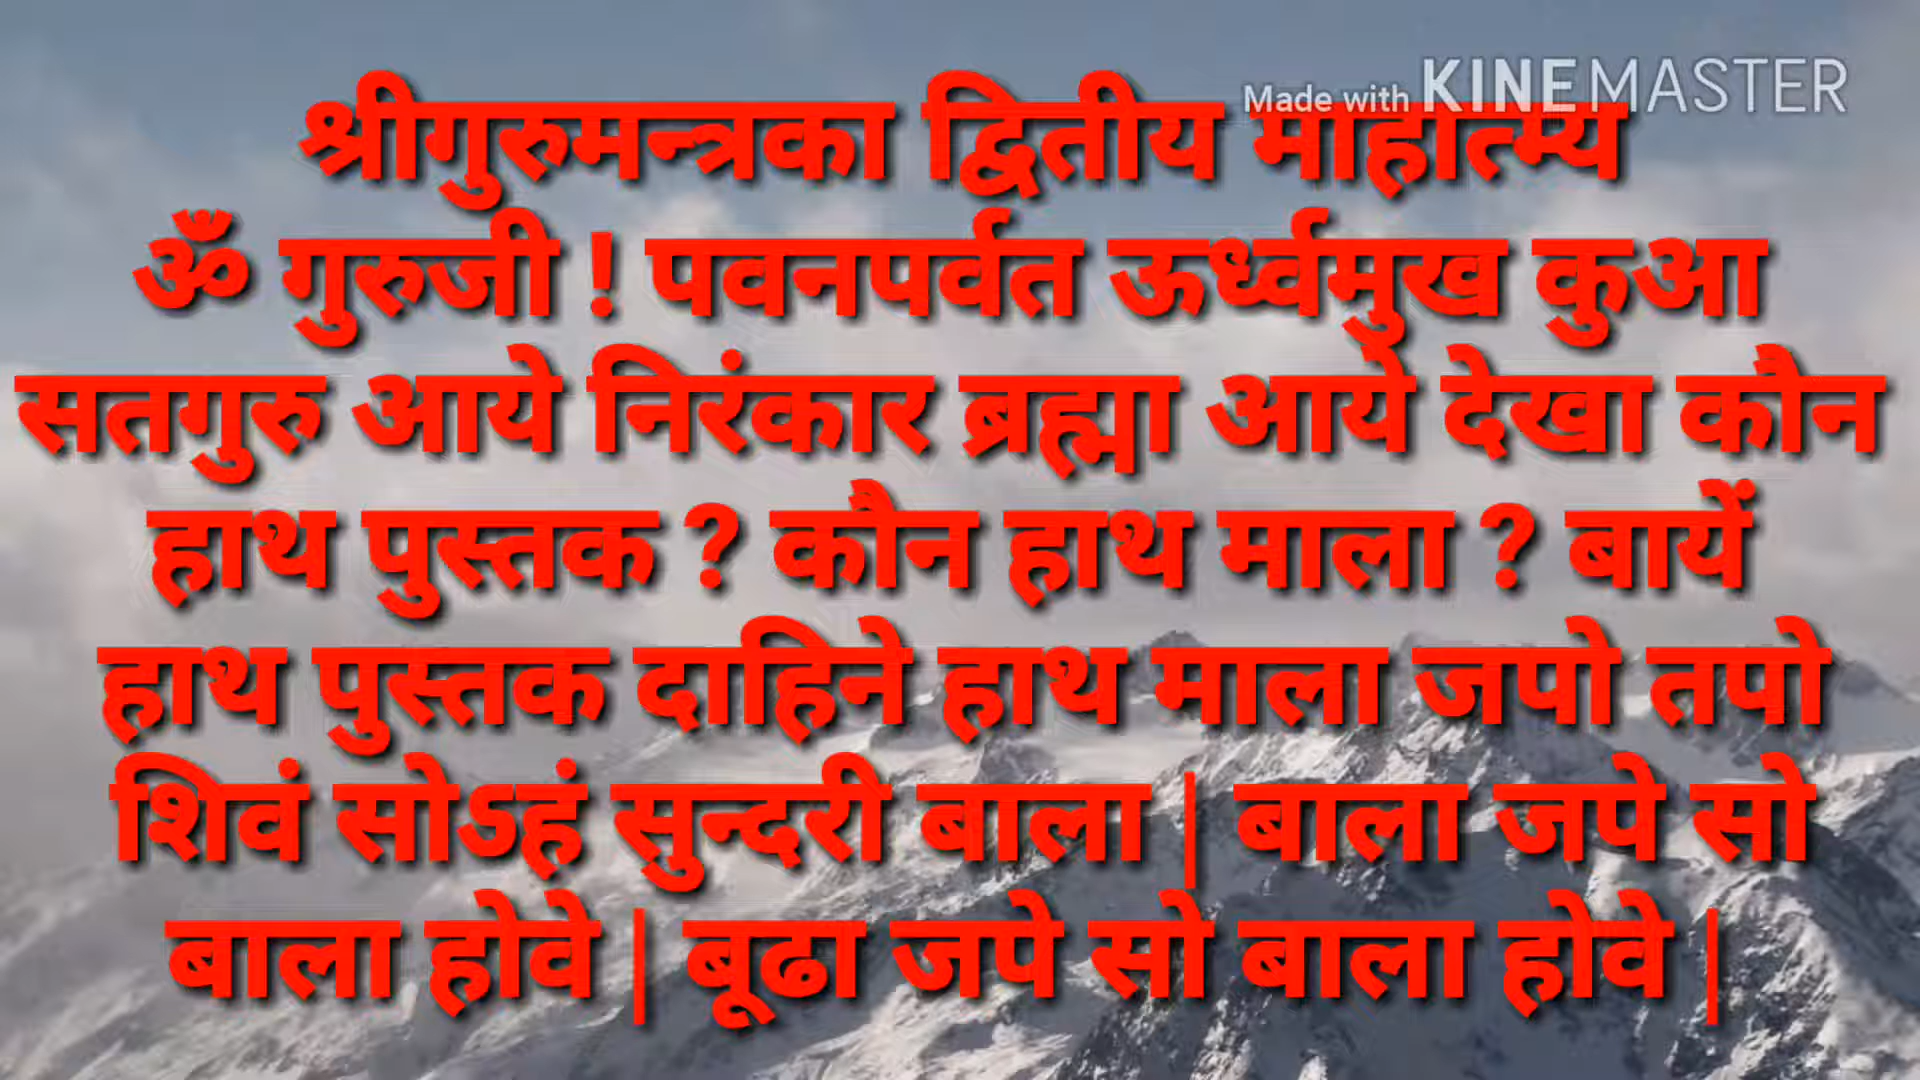 Made with KINEMASTER
श्रीगुरुमन्त्रका द्वितीय माहात्म्य
ॐ गुरुजी ! पवनपर्वत ऊर्ध्वमुख कुआ
सतगुरु आये निरंकार ब्रह्मा आये देखा कौन
हाथ पुस्तक ? कौन हाथ माला ? बायें
हाथ पुस्तक दाहिने हाथ माला जपो तपो
शिवं सोऽहं सुन्दरी बाला | बाला जपे सो
बाला होवे | बूढा जपे सो बाला होवे |